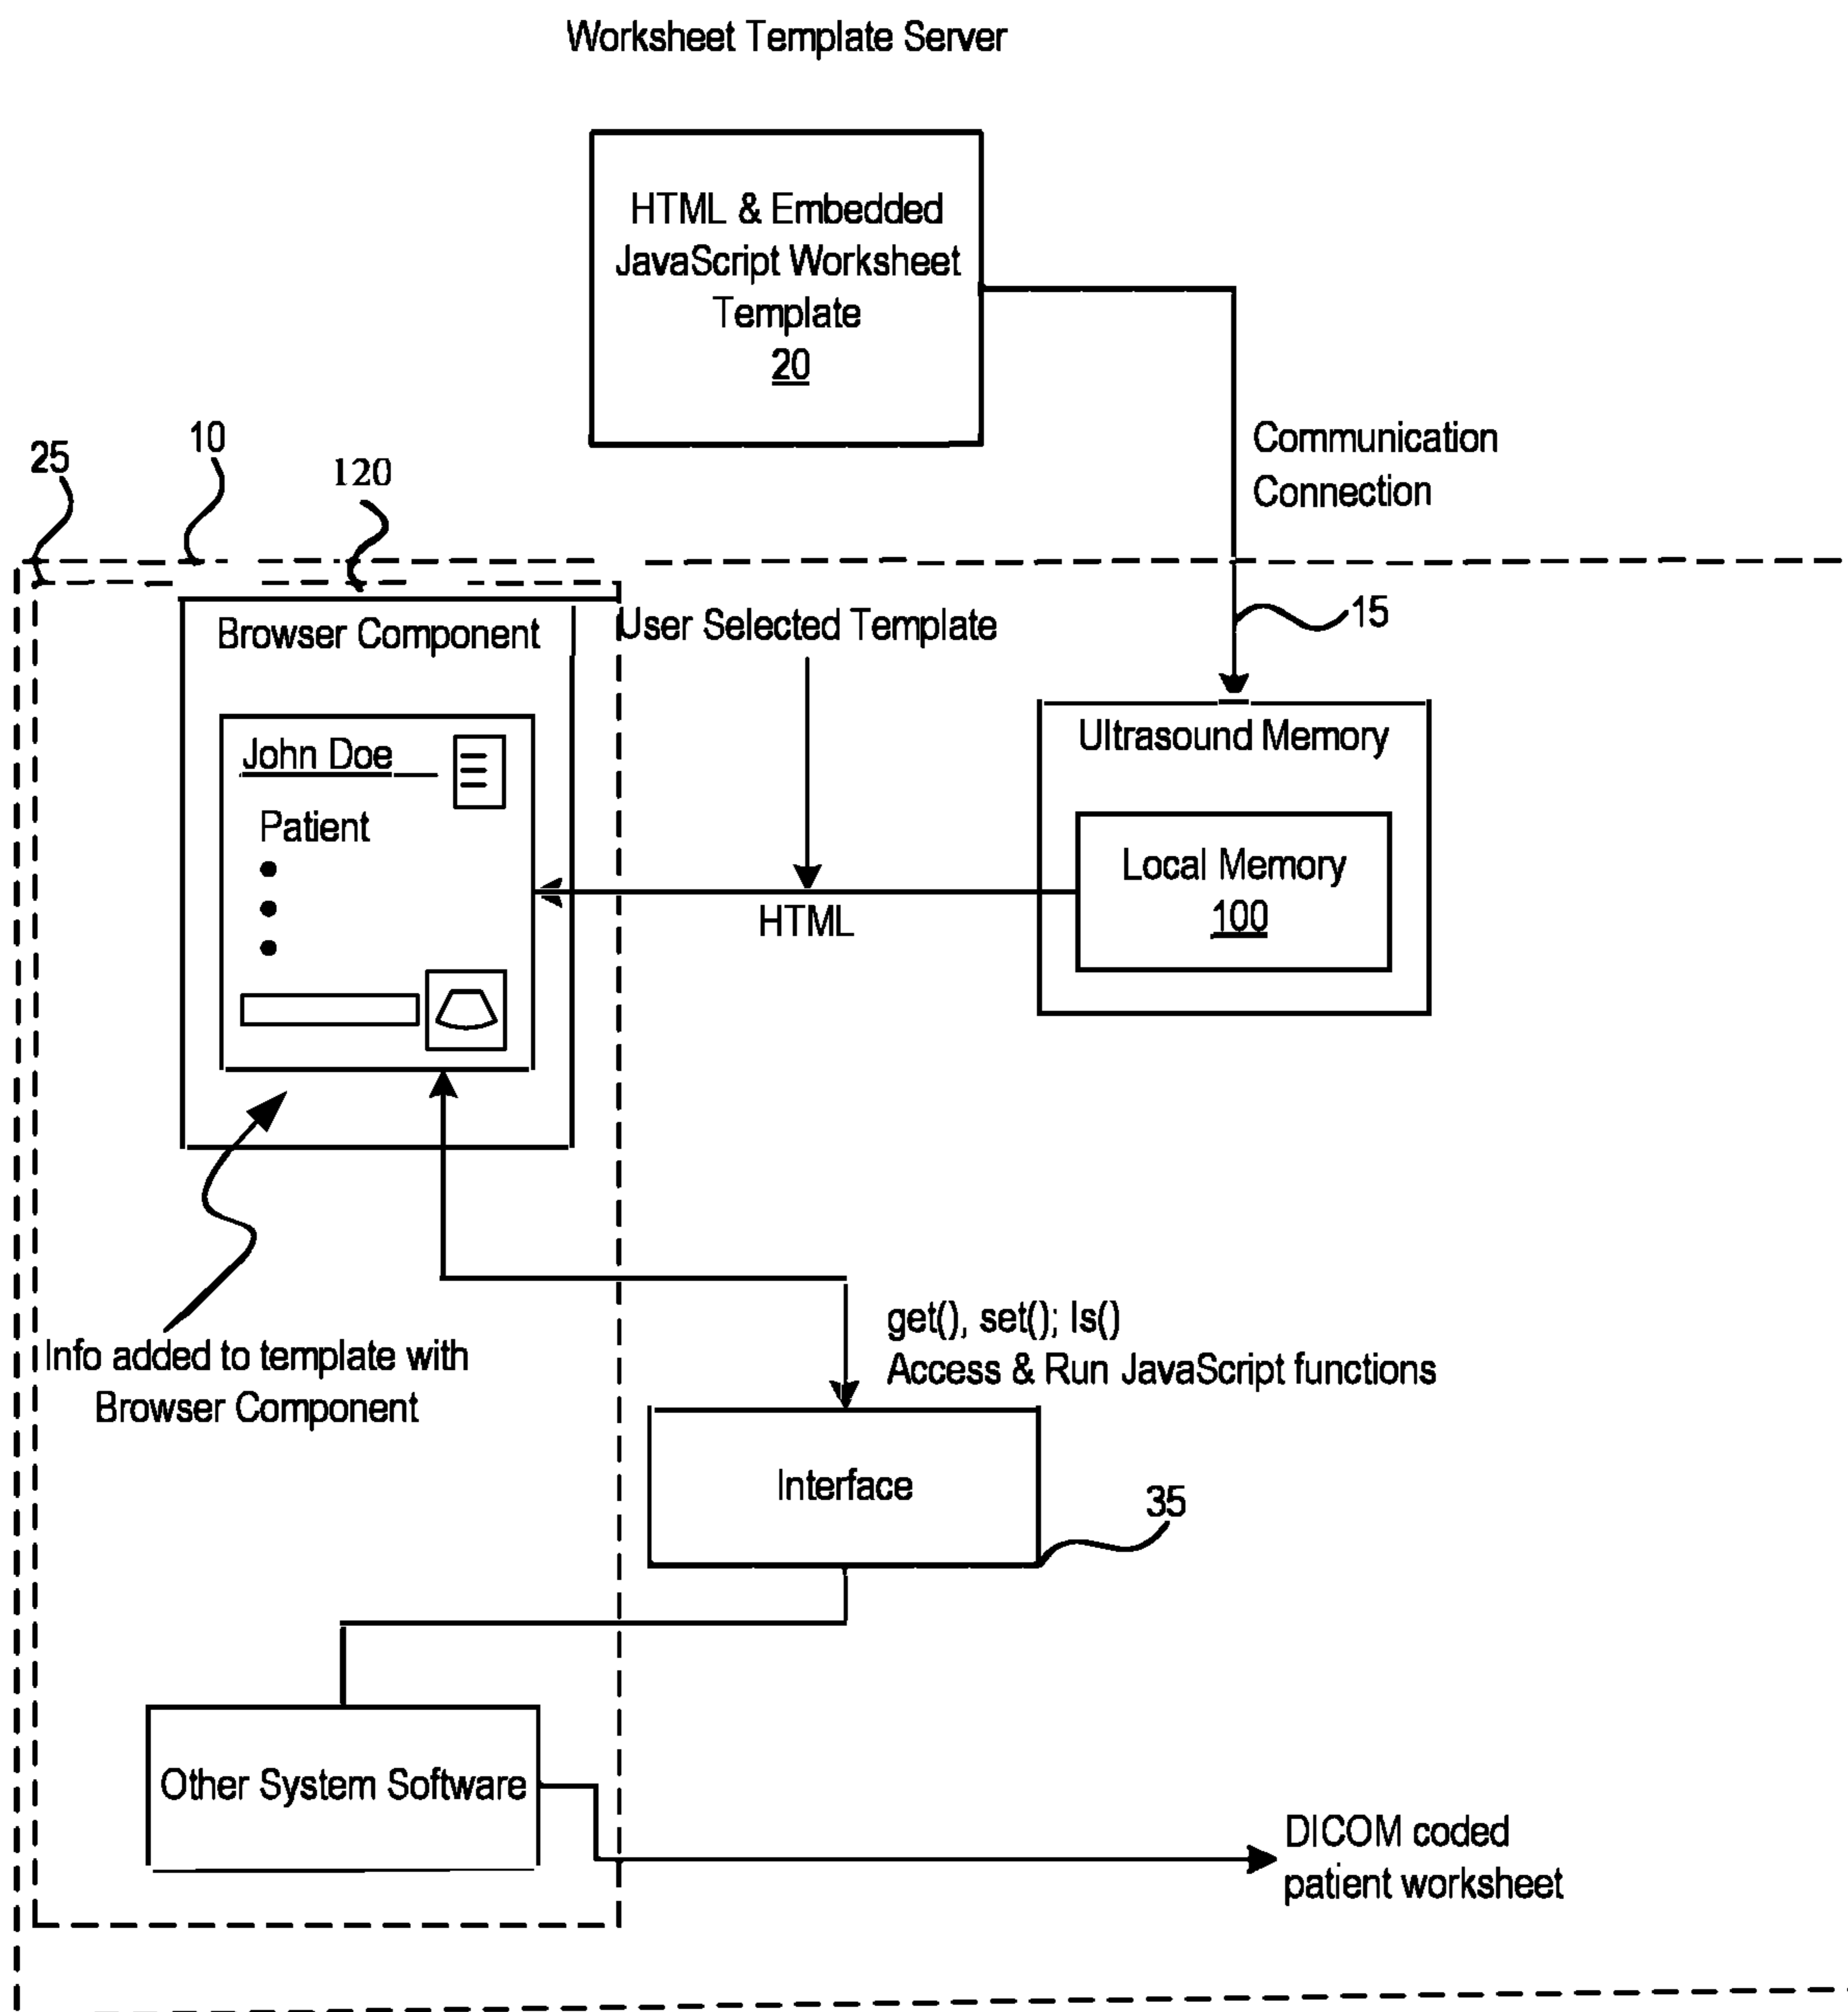 Worksheet Template Server
HTML & Embedded
JavaScript Worksheet
Template
20
Communication
Connection
25
10
120
15
Browser Component
User Selected Template
John Doe
Patient
HTML
Ultrasound Memory
Local Memory
100
get(), set(); ls()
Access & Run JavaScript functions
Info added to template with
Browser Component
Interface
35
Other System Software
DICOM coded
patient worksheet